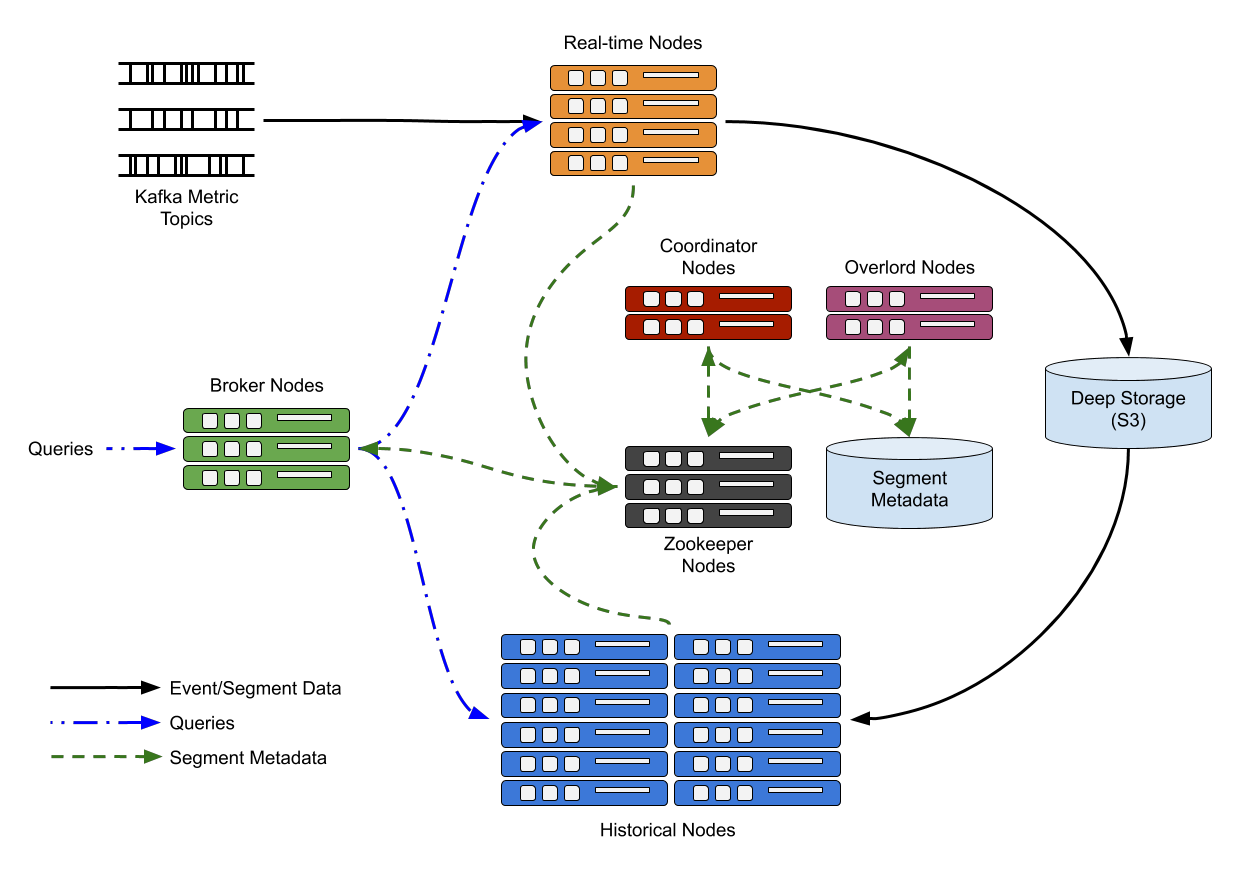 Real-time Nodes
Kafka Metric
Topics
Coordinator
Nodes
Overlord Nodes
Broker Nodes
Deep Storage
(S3)
Queries
Segment
Metadata
Zookeeper
Nodes
Event/Segment Data
Queries
Segment Metadata
Historical Nodes